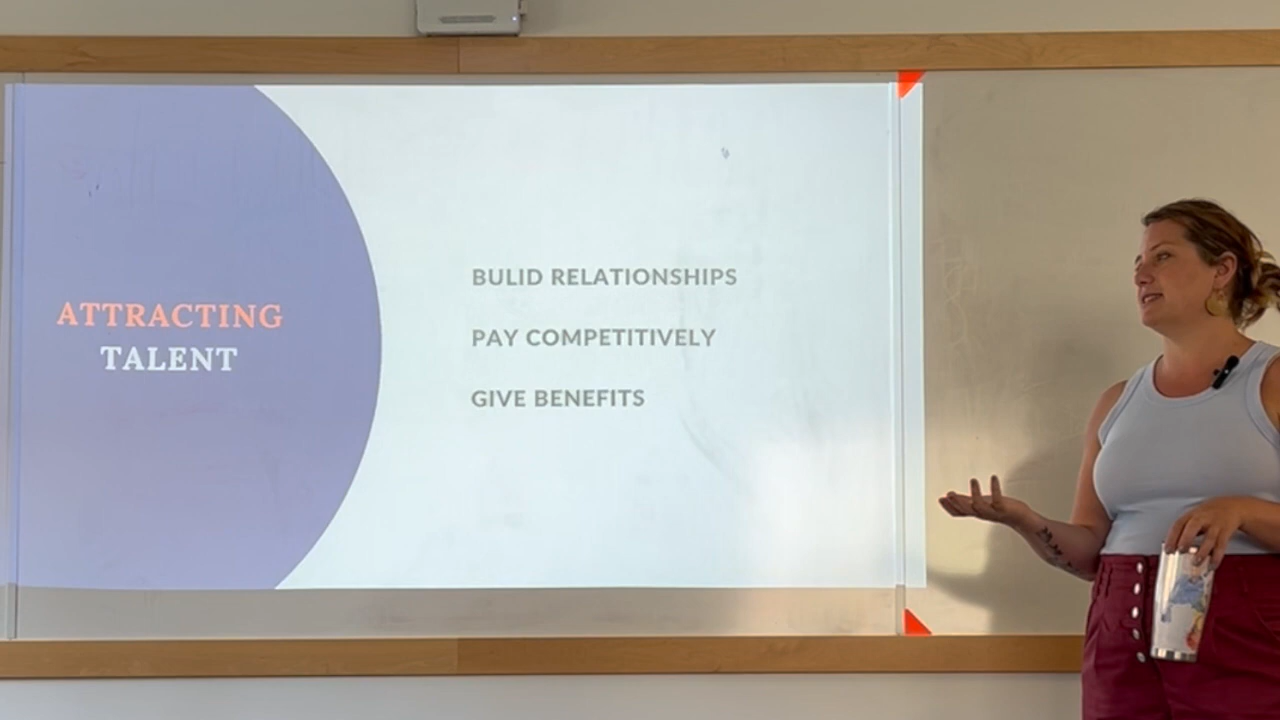 ATTRACTING
TALENT
BULID RELATIONSHIPS
PAY COMPETITIVELY
GIVE BENEFITS